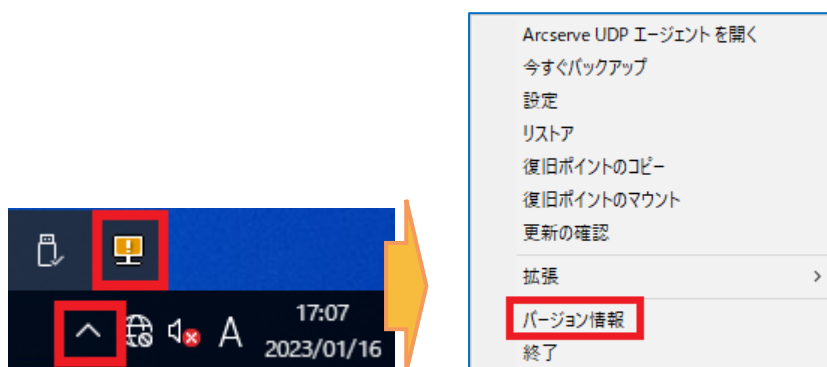 A
17:07
2023/01/16
Arcserve UDP エージェント を開く
今すぐバックアップ
設定
リストア
復旧ポイントのコピー
復旧ポイントのマウント
更新の確認
拡張
バージョン情報
終了